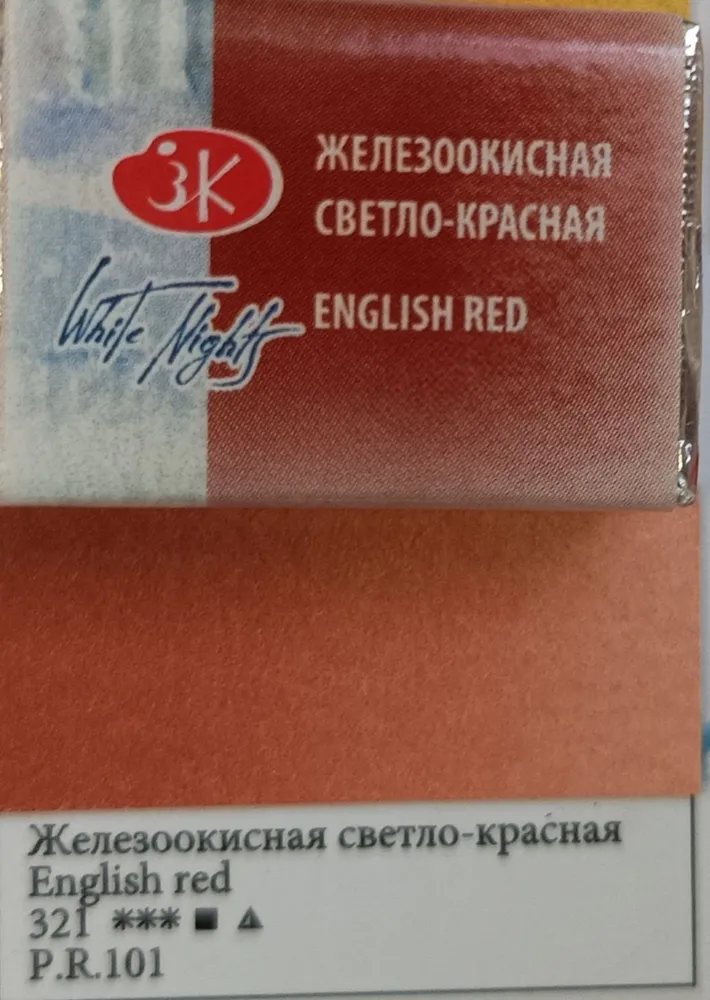 ЗК
ЖЕЛЕЗООКИСНАЯ
СВЕТЛО-КРАСНАЯ
White Nights
ENGLISH RED
Железоокисная светло-красная
English red
321 *** ■ ◮
P.R.101